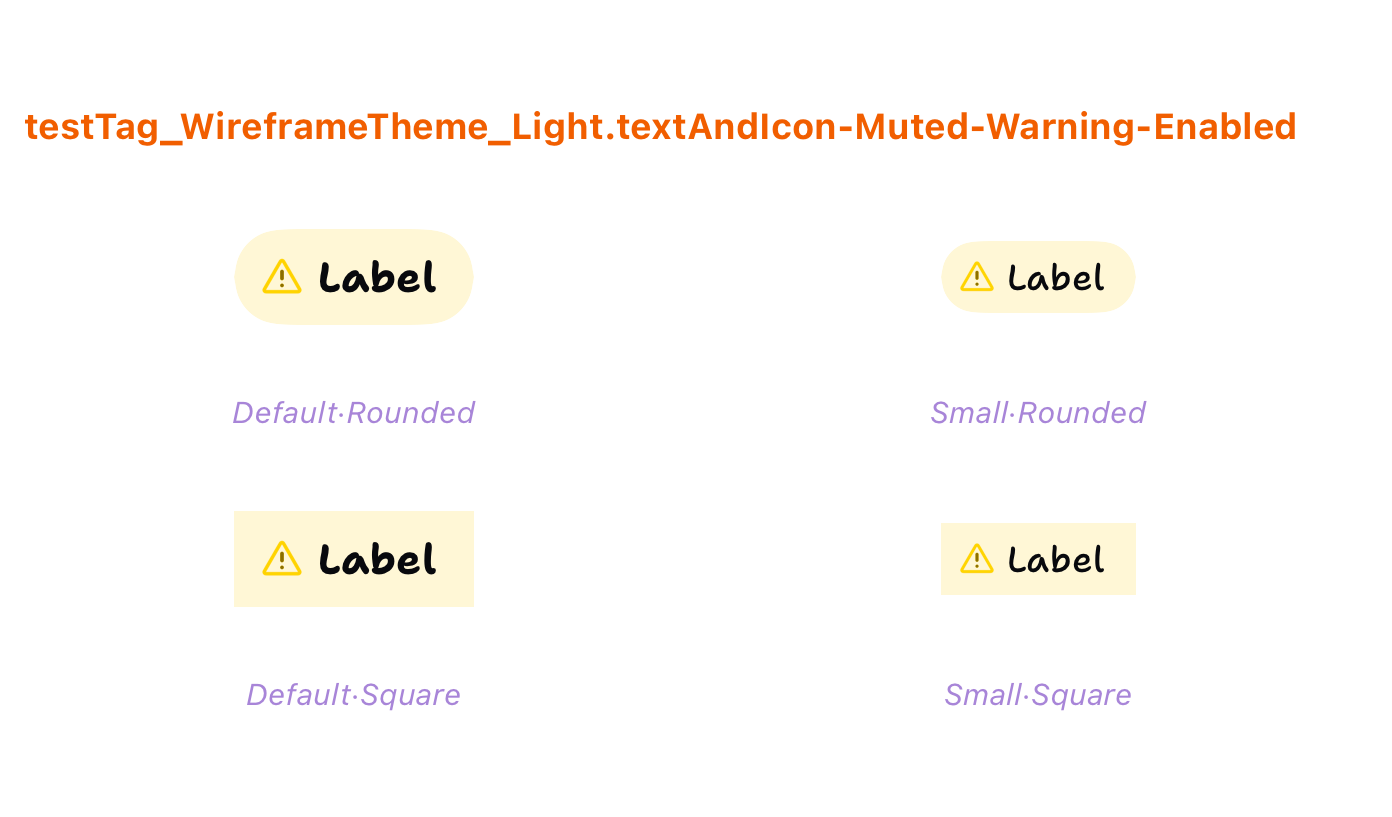 testTag_WireframeTheme_Light.textAndIcon-Muted-Warning-Enabled
Label
Label
Default·Rounded
Small·Rounded
Label
Label
Default·Square
Small·Square